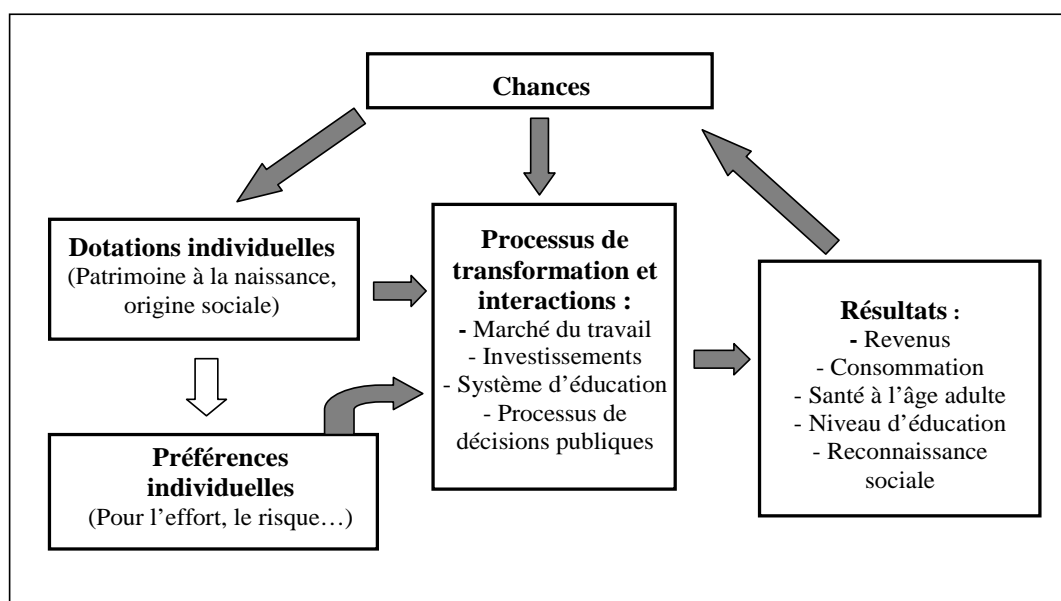 Chances
Dotations individuelles
(Patrimoine à la naissance,
origine sociale)
Préférences
individuelles
(Pour l’effort, le risque…)
Processus de
transformation et
interactions :
- Marché du travail
- Investissements
- Système d’éducation
- Processus de
décisions publiques
Résultats :
- Revenus
- Consommation
- Santé à l’âge adulte
- Niveau d’éducation
- Reconnaissance
sociale